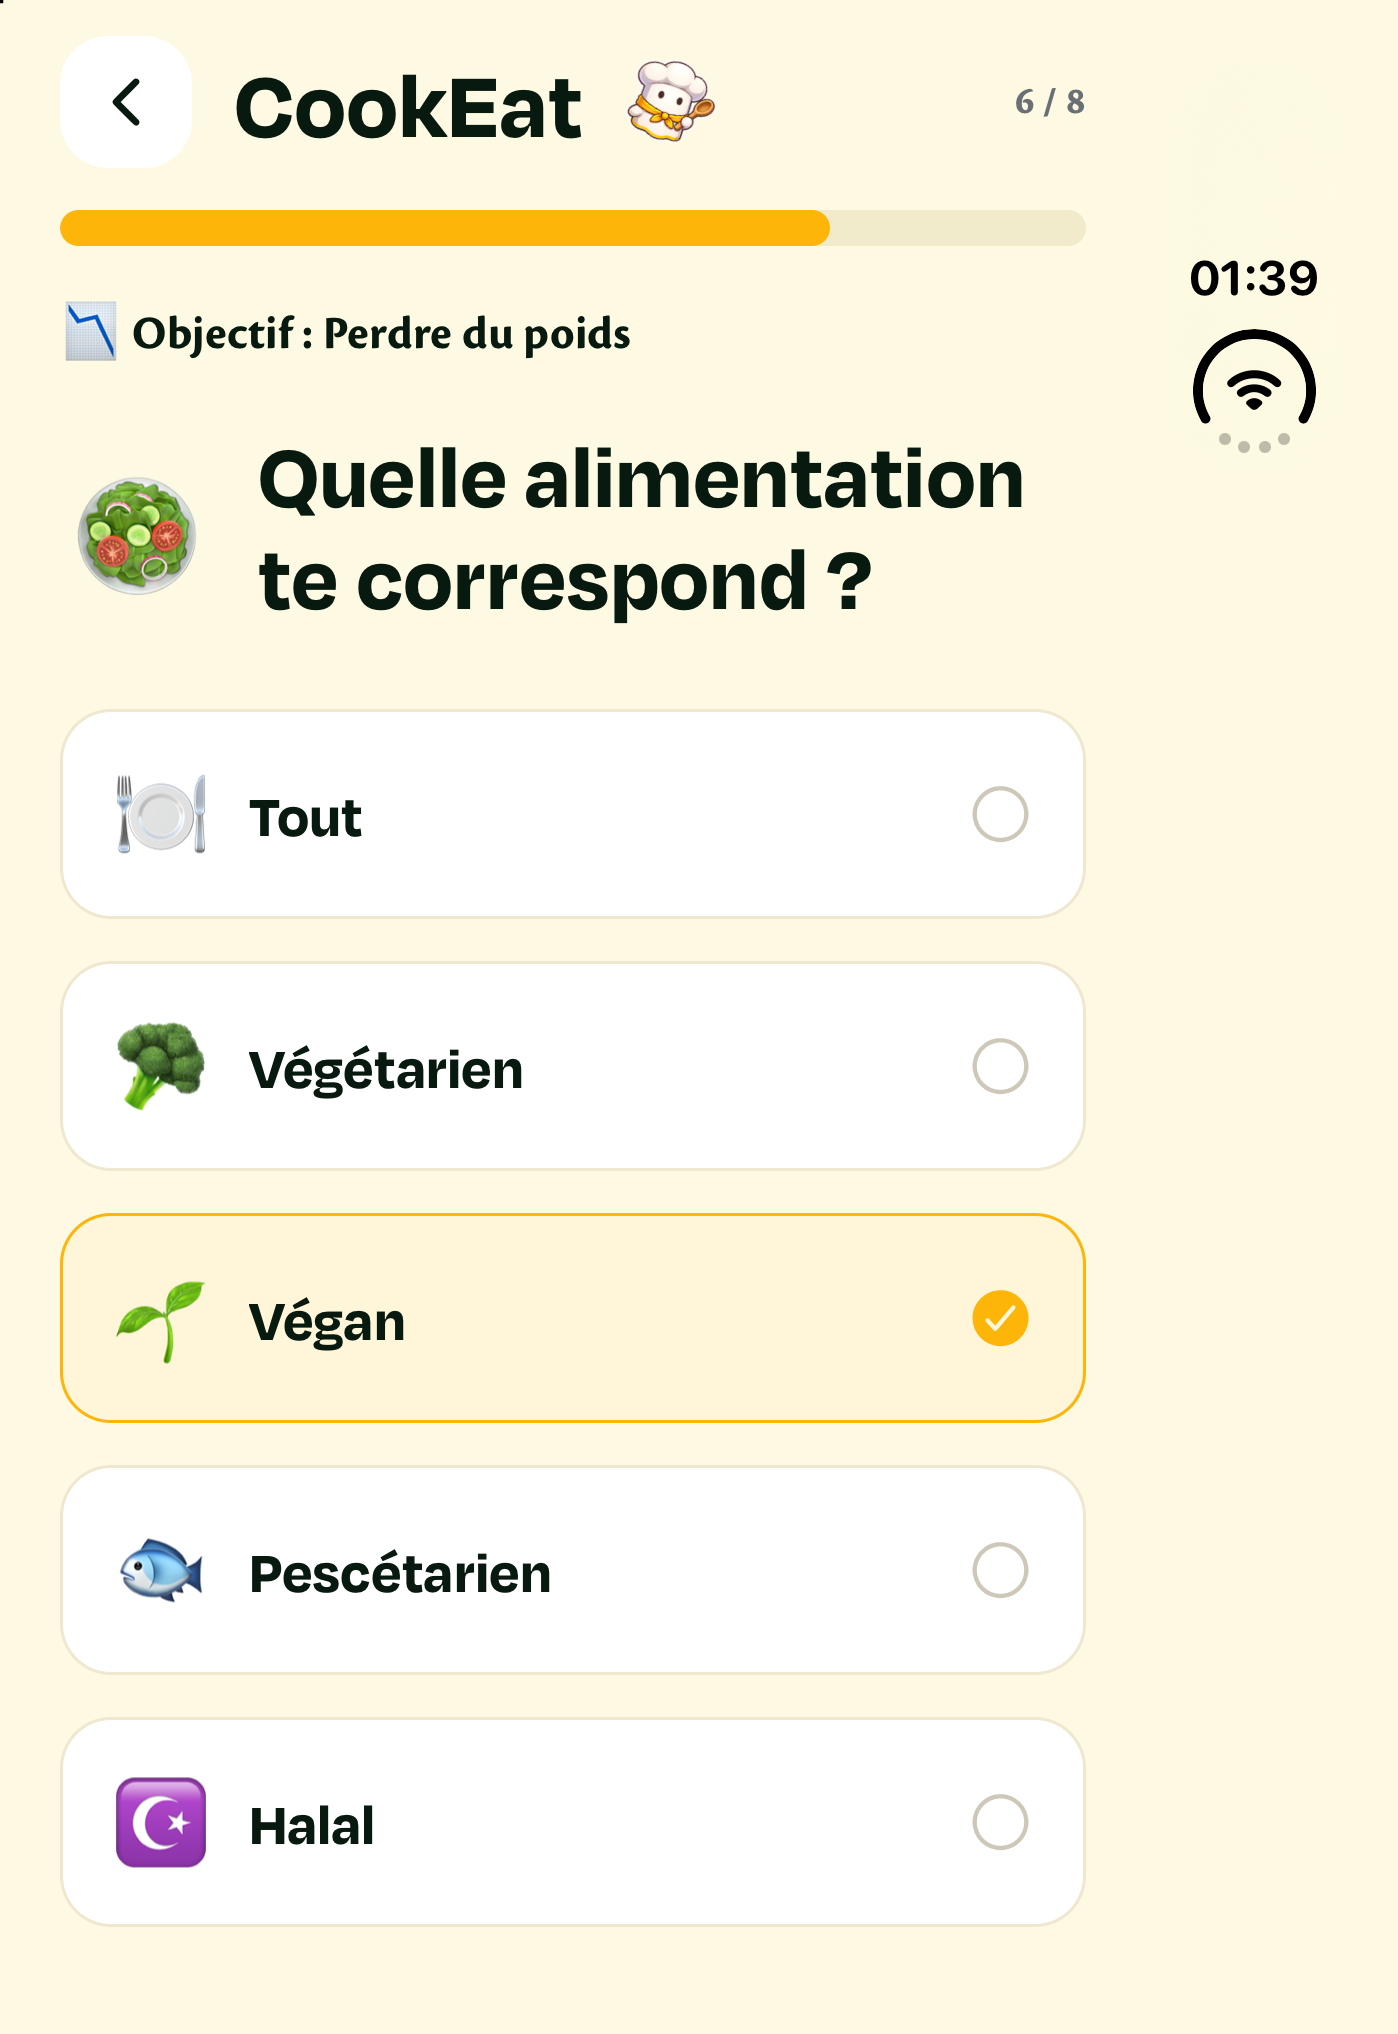 CookEat
6 / 8
01:39
Objectif : Perdre du poids
Quelle alimentation
te correspond ?
Tout
Végétarien
Végan
Pescétarien
Halal